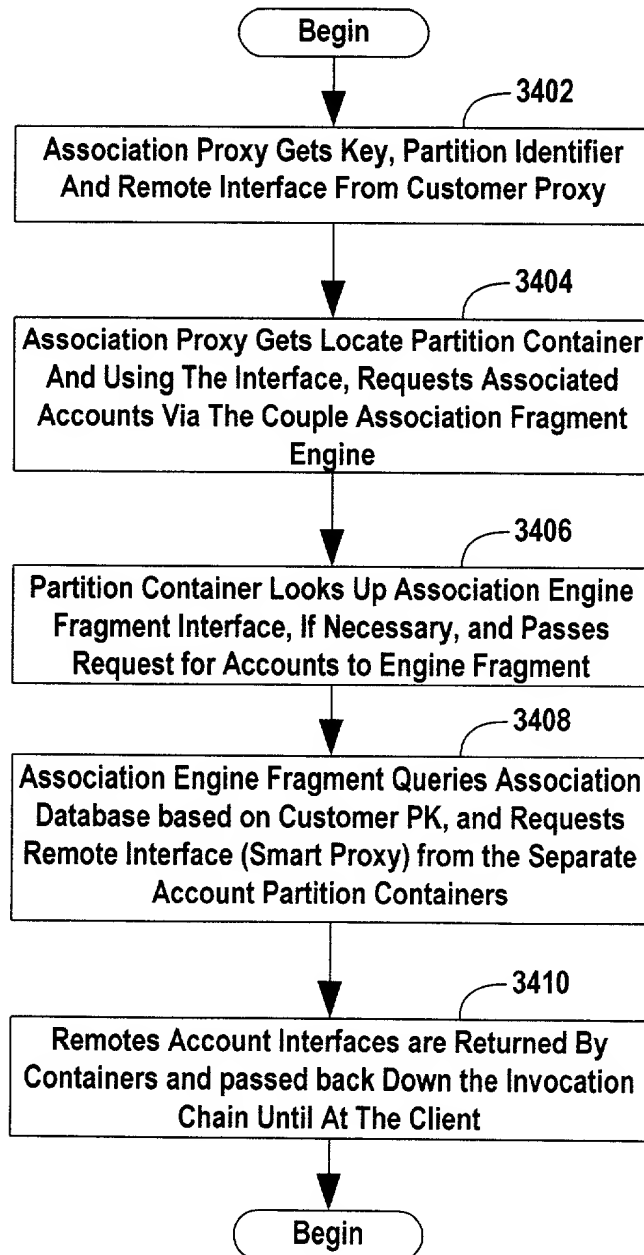 Begin
3402
Association Proxy Gets Key, Partition Identifier
And Remote Interface From Customer Proxy
3404
Association Proxy Gets Locate Partition Container
And Using The Interface, Requests Associated
Accounts Via The Couple Association Fragment
Engine
3406
Partition Container Looks Up Association Engine
Fragment Interface, If Necessary, and Passes
Request for Accounts to Engine Fragment
3408
Association Engine Fragment Queries Association
Database based on Customer PK, and Requests
Remote Interface (Smart Proxy) from the Separate
Account Partition Containers
3410
Remotes Account Interfaces are Returned By
Containers and passed back Down the Invocation
Chain Until At The Client
Begin